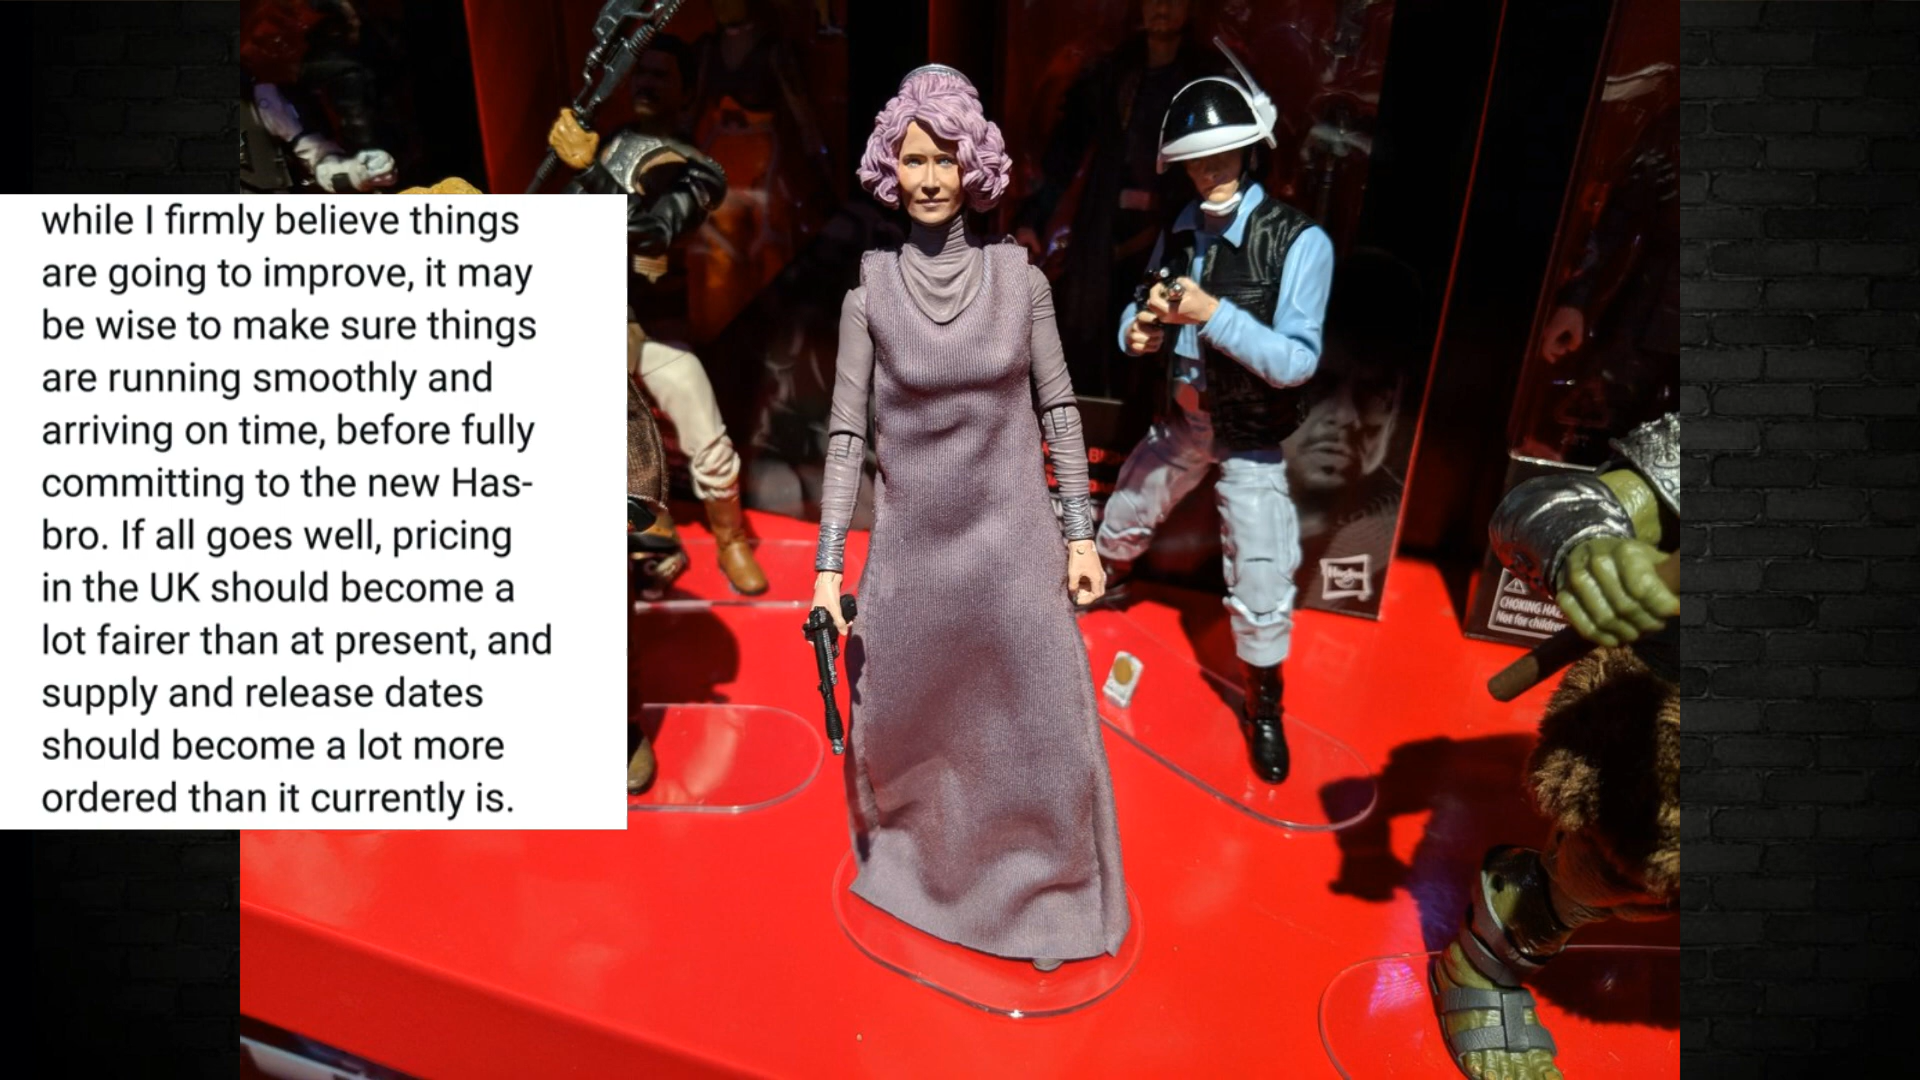 while I firmly believe things
are going to improve, it may
be wise to make sure things
are running smoothly and
arriving on time, before fully
committing to the new Has-
bro. If all goes well, pricing
in the UK should become a
lot fairer than at present, and
supply and release dates
should become a lot more
ordered than it currently is.
CHOKING
Not for